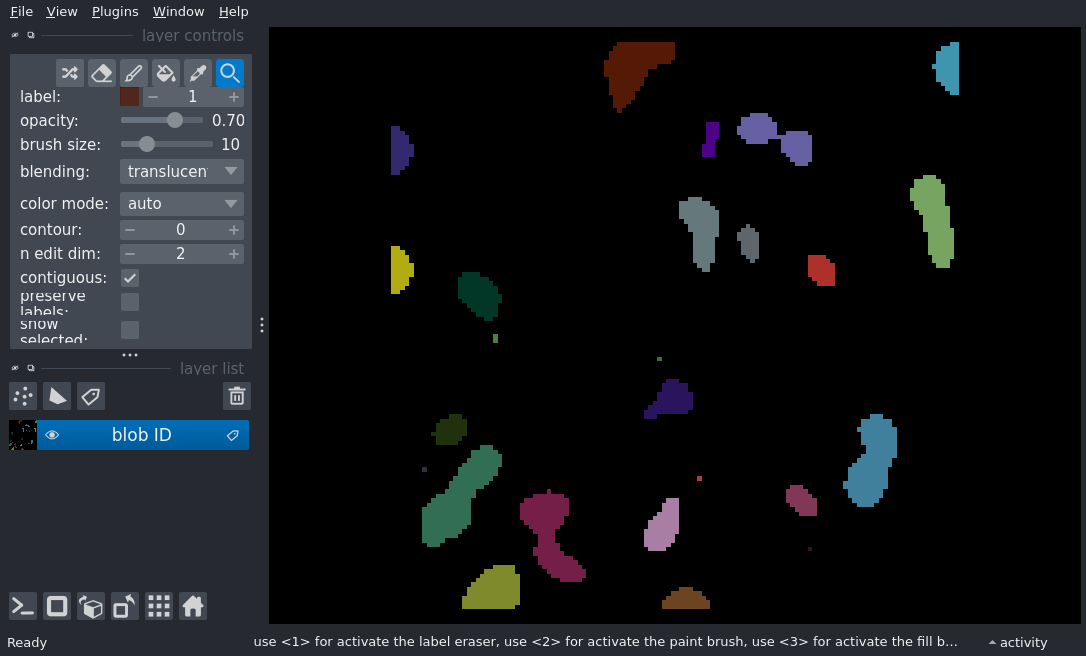 File View Plugins Window Help
layer controls
label: 1
opacity: 0.70
brush size: 10
blending: translucen
color mode: auto
contour: 0
n edit dim: 2
contiguous:
preserve
labels:
show
selected:
layer list
blob ID
Ready
use <1> for activate the label eraser, use <2> for activate the paint brush, use <3> for activate the fill b...
activity